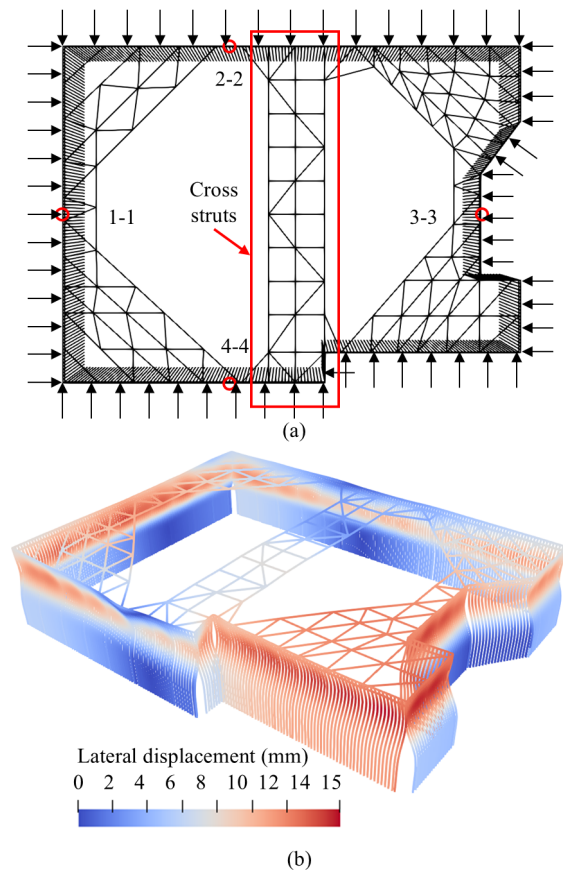 2-2
Cross
struts
1-1
3-3
4-4
(a)
Lateral displacement (mm)
0 2 4 6 8 10 12 14 15
(b)